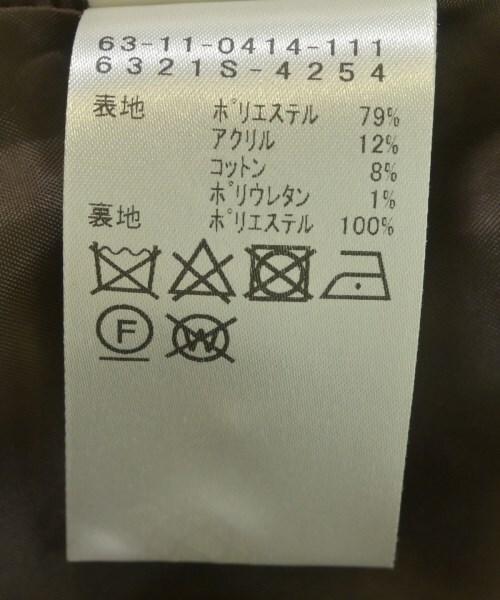 63-11-0414-111
6321S-4254
表地 ポリエステル 79%
アクリル 12%
コットン 8%
ポリウレタン 1%
裏地 ポリエステル 100%
F W